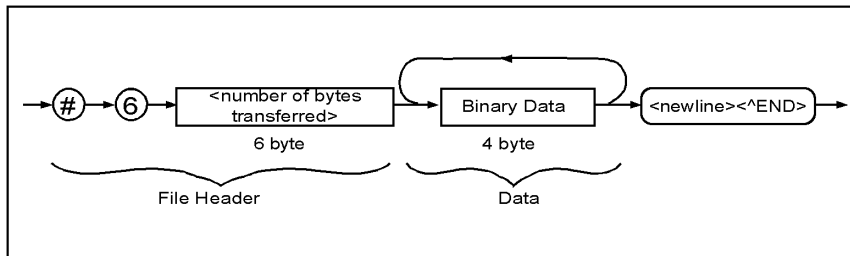 #
6
<number of bytes
transferred>
Binary Data
<newline><^END>
6 byte
4 byte
File Header
Data